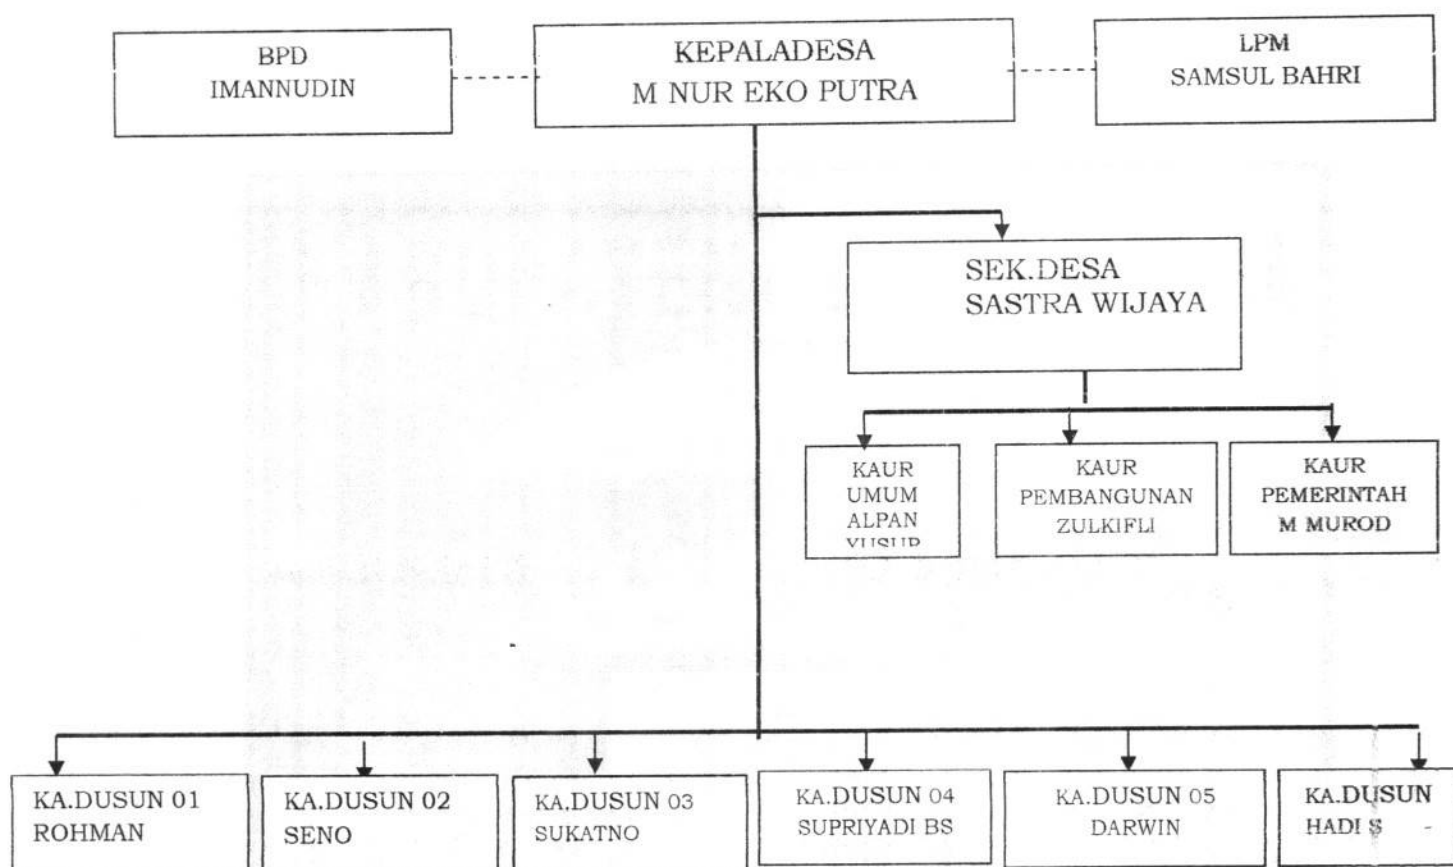 BPD
IMANNUDIN
KEPALADESA
M NUR EKO PUTRA
LPM
SAMSUL BAHRI
SEK.DESA
SASTRA WIJAYA
KAUR
UMUM
ALPAN
YUSUP
KAUR
PEMBANGUNAN
ZULKIFLI
KAUR
PEMERINTAH
M MUROD
KA.DUSUN 01
ROHMAN
KA.DUSUN 02
SENO
KA.DUSUN 03
SUKATNO
KA.DUSUN 04
SUPRIYADI BS
KA.DUSUN 05
DARWIN
KA.DUSUN
HADI S